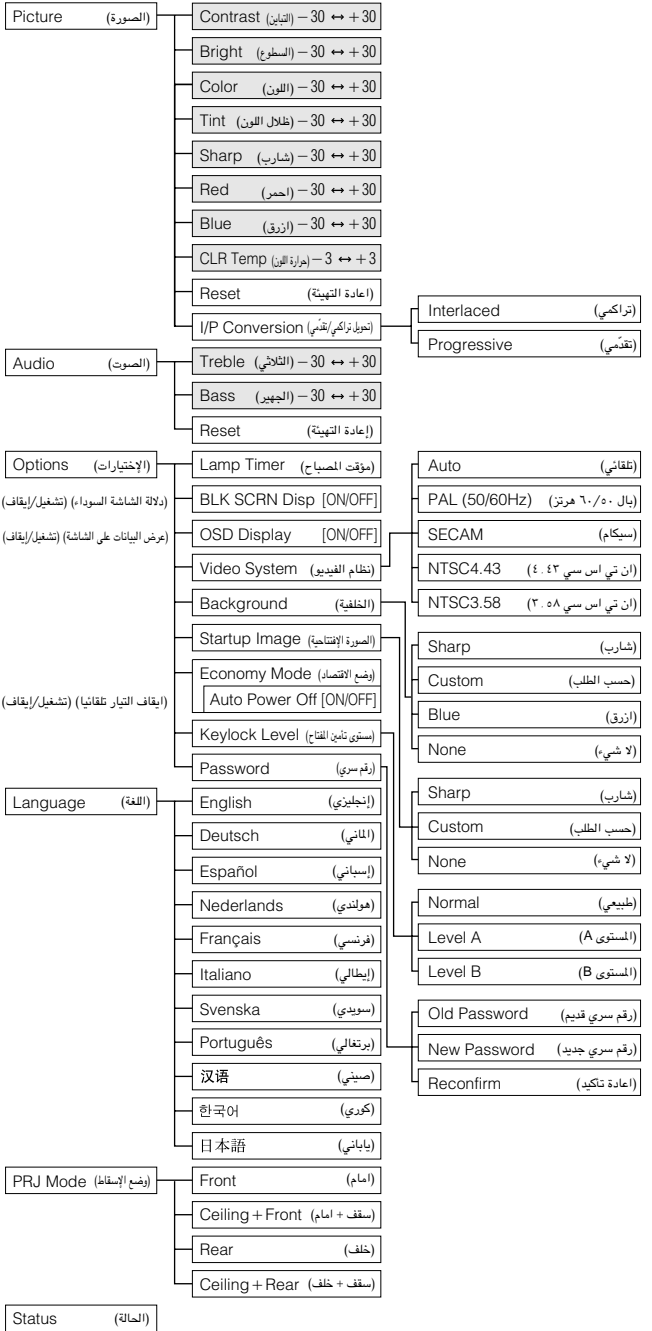 Picture (الصورة)
Contrast (التباين) −30 ↔ +30
Bright (السطوع) −30 ↔ +30
Color (اللون) −30 ↔ +30
Tint (ظلال اللون) −30 ↔ +30
Sharp (شارب) −30 ↔ +30
Red (احمر) −30 ↔ +30
Blue (ازرق) −30 ↔ +30
CLR Temp (حرارة اللون) −3 ↔ +3
Reset (اعادة التهيئة)
I/P Conversion (تحويل تراكمي/تقدّمي)
Interlaced (تراكمي)
Progressive (تقدّمي)
Audio (الصوت)
Treble (الثلاثي) −30 ↔ +30
Bass (الجهير) −30 ↔ +30
Reset (إعادة التهيئة)
Options (الإختيارات)
Lamp Timer (مؤقت المصباح)
BLK SCRN Disp [ON/OFF]
(دلالة الشاشة السوداء) (تشغيل/إيقاف)
OSD Display [ON/OFF]
(عرض البيانات على الشاشة) (تشغيل/إيقاف)
Video System (نظام الفيديو)
Background (الخلفية)
Startup Image (الصورة الإفتتاحية)
Economy Mode (وضع الاقتصاد)
Auto Power Off [ON/OFF]
(ايقاف التيار تلقائيا) (تشغيل/إيقاف)
Keylock Level (مستوى تأمين المفتاح)
Password (رقم سري)
Auto (تلقائي)
PAL (50/60Hz) (بال ٦٠/٥٠ هرتز)
SECAM (سيكام)
NTSC4.43 (ان تي اس سي ٤.٤٣)
NTSC3.58 (ان تي اس سي ٣.٥٨)
Sharp (شارب)
Custom (حسب الطلب)
Blue (ازرق)
None (لا شيء)
Sharp (شارب)
Custom (حسب الطلب)
None (لا شيء)
Normal (طبيعي)
Level A (المستوى A)
Level B (المستوى B)
Old Password (رقم سري قديم)
New Password (رقم سري جديد)
Reconfirm (اعادة تاكيد)
Language (اللغة)
English (إنجليزي)
Deutsch (الماني)
Español (إسباني)
Nederlands (هولندي)
Français (فرنسي)
Italiano (إيطالي)
Svenska (سويدي)
Português (برتغالي)
汉语 (صيني)
한국어 (كوري)
日本語 (ياباني)
PRJ Mode (وضع الإسقاط)
Front (امام)
Ceiling+Front (سقف + امام)
Rear (خلف)
Ceiling+Rear (سقف + خلف)
Status (الحالة)